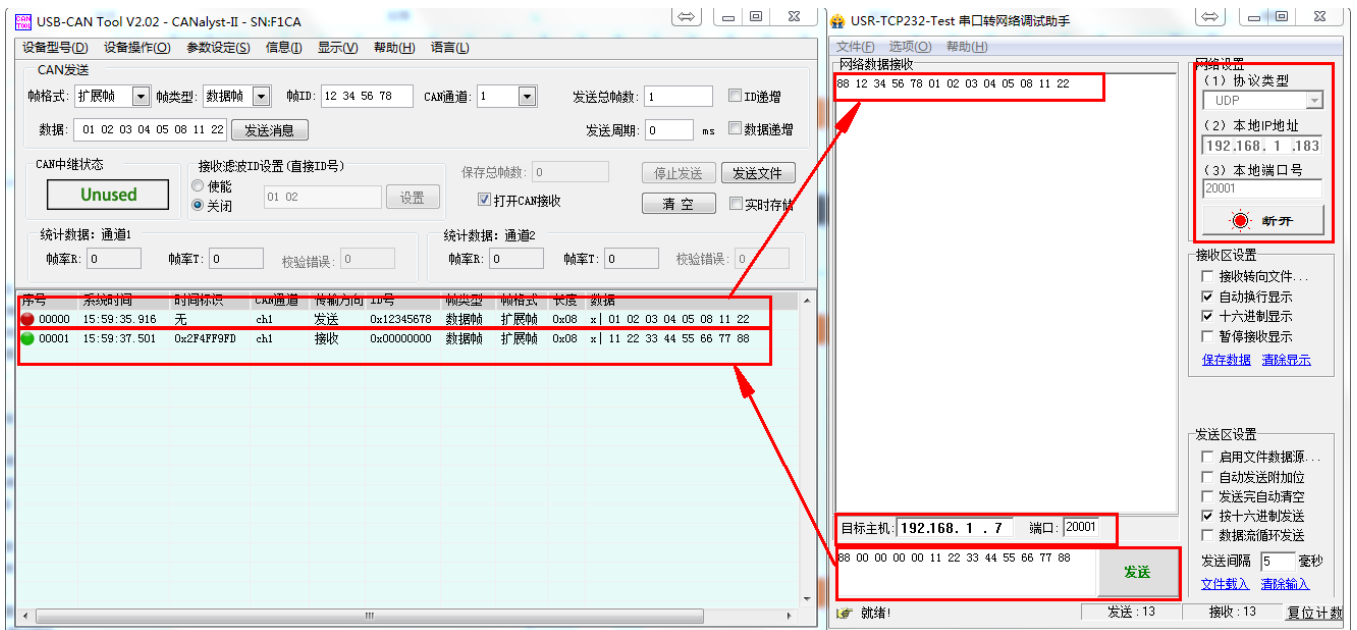 USB-CAN Tool V2.02 - CANalyst-II - SN:F1CA
设备型号(D) 设备操作(O) 参数设定(S) 信息(I) 显示(V) 帮助(H) 语言(L)
CAN发送
帧格式: 扩展帧 帧类型: 数据帧 帧ID: 12 34 56 78 CAN通道: 1 发送总帧数: 1 ID递增
数据: 01 02 03 04 05 08 11 22 发送消息 发送周期: 0 ms 数据递增
CAN中继状态
Unused
接收滤波ID设置(直接ID号)
使能
关闭
01 02
设置
保存总帧数: 0
打开CAN接收
停止发送 发送文件
清 空 实时存储
统计数据: 通道1
帧率R: 0 帧率T: 0 校验错误: 0
统计数据: 通道2
帧率R: 0 帧率T: 0 校验错误: 0
序号 系统时间 时间标识 CAN通道 传输方向 ID号 帧类型 帧格式 长度 数据
00000 15:59:35.916 无 ch1 发送 0x12345678 数据帧 扩展帧 0x08 x| 01 02 03 04 05 08 11 22
00001 15:59:37.501 0x2F4FF9FD ch1 接收 0x00000000 数据帧 扩展帧 0x08 x| 11 22 33 44 55 66 77 88
USR-TCP232-Test 串口转网络调试助手
文件(F) 选项(O) 帮助(H)
网络数据接收
88 12 34 56 78 01 02 03 04 05 08 11 22
网络设置
(1) 协议类型
UDP
(2) 本地IP地址
192.168. 1 .183
(3) 本地端口号
20001
断开
接收区设置
接收转向文件...
自动换行显示
十六进制显示
暂停接收显示
保存数据 清除显示
发送区设置
启用文件数据源...
自动发送附加位
发送完自动清空
按十六进制发送
数据流循环发送
发送间隔 5 毫秒
文件载入 清除输入
目标主机: 192.168. 1 . 7 端口: 20001
88 00 00 00 00 11 22 33 44 55 66 77 88
发送
就绪! 发送:13 接收:13 复位计数